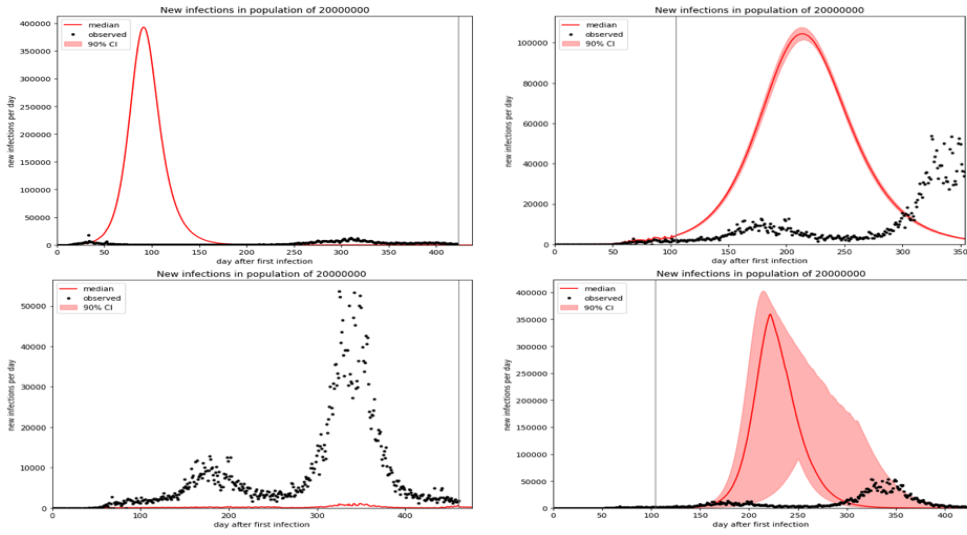 New infections in population of 20000000
400000
350000
300000
250000
200000
150000
100000
50000
0
new infections per day
median
observed
90% CI
0 50 100 150 200 250 300 350 400
day after first infection
New infections in population of 20000000
100000
80000
60000
40000
20000
0
new infections per day
median
observed
90% CI
0 50 100 150 200 250 300 350
day after first infection
New infections in population of 20000000
50000
40000
30000
20000
10000
0
new infections per day
median
observed
90% CI
0 100 200 300 400
day after first infection
New infections in population of 20000000
400000
350000
300000
250000
200000
150000
100000
50000
0
new infections per day
median
observed
90% CI
0 50 100 150 200 250 300 350 400
day after first infection